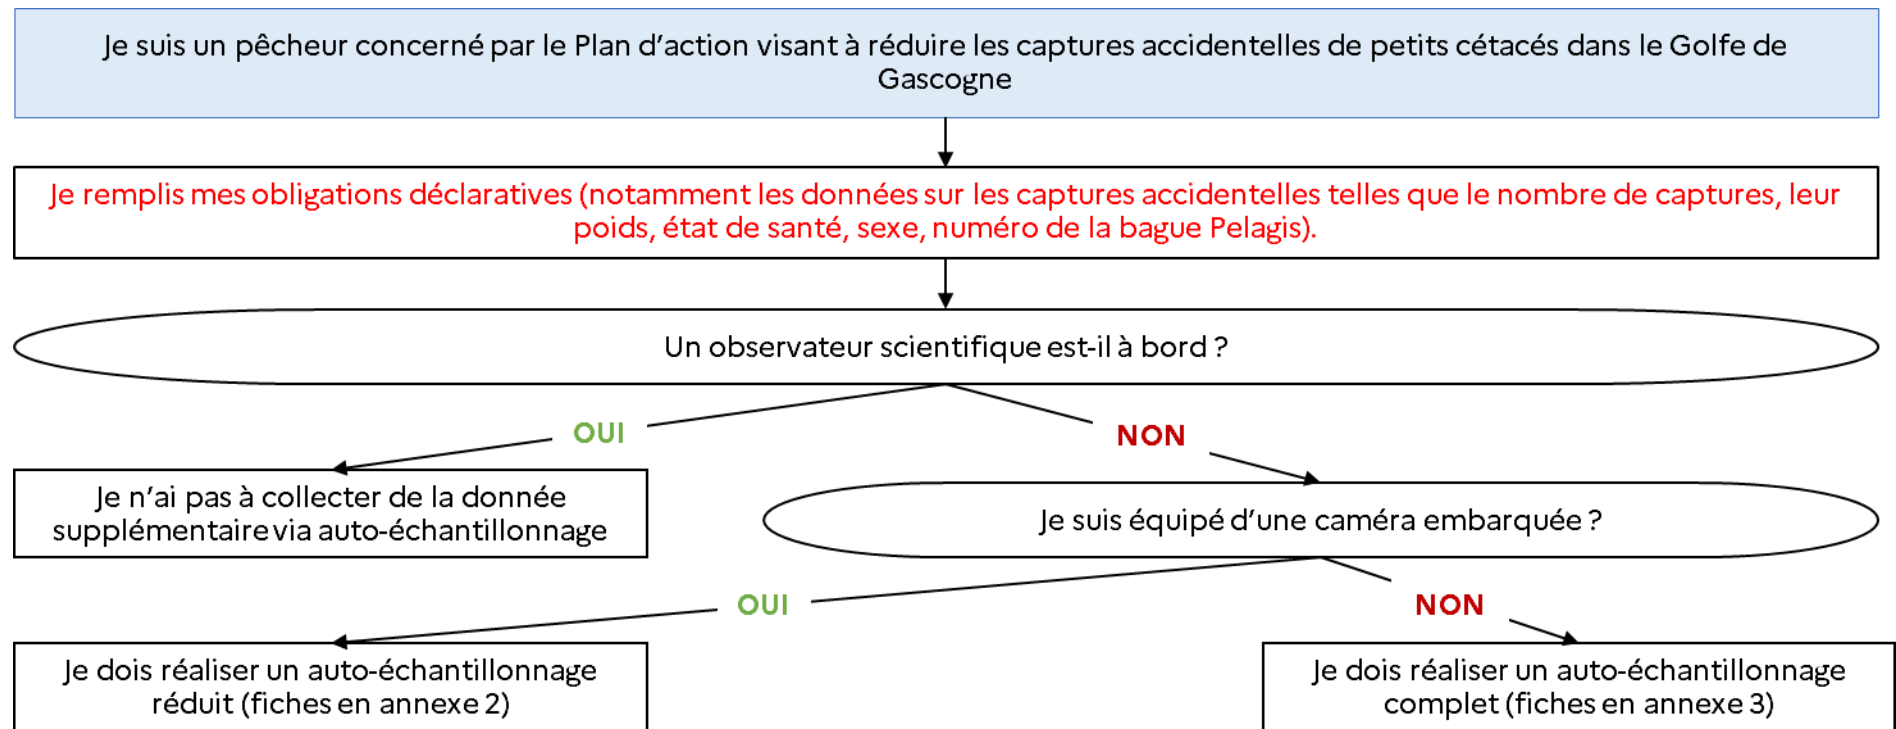 Je suis un pêcheur concerné par le Plan d’action visant à réduire les captures accidentelles de petits cétacés dans le Golfe de
Gascogne
Je remplis mes obligations déclaratives (notamment les données sur les captures accidentelles telles que le nombre de captures, leur
poids, état de santé, sexe, numéro de la bague Pelagis).
Un observateur scientifique est-il à bord ?
OUI
NON
Je n’ai pas à collecter de la donnée
supplémentaire via auto-échantillonnage
Je suis équipé d’une caméra embarquée ?
OUI
NON
Je dois réaliser un auto-échantillonnage
réduit (fiches en annexe 2)
Je dois réaliser un auto-échantillonnage
complet (fiches en annexe 3)